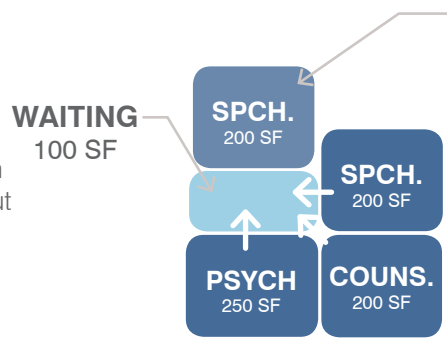 SPCH.
200 SF
WAITING
100 SF
SPCH.
200 SF
PSYCH
250 SF
COUNS.
200 SF